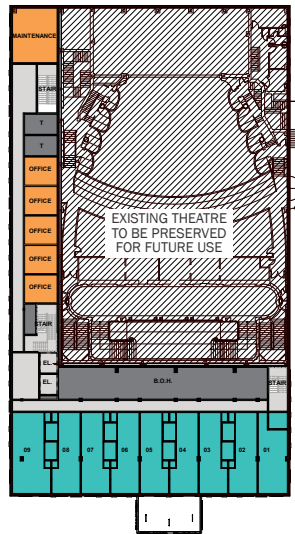 MAINTENANCE
STAIR
T
T
OFFICE
OFFICE
EXISTING THEATRE
TO BE PRESERVED
FOR FUTURE USE
OFFICE
OFFICE
OFFICE
STAIR
EL.
EL.
B.O.H.
STAIR
09
08
07
06
05
04
03
02
01